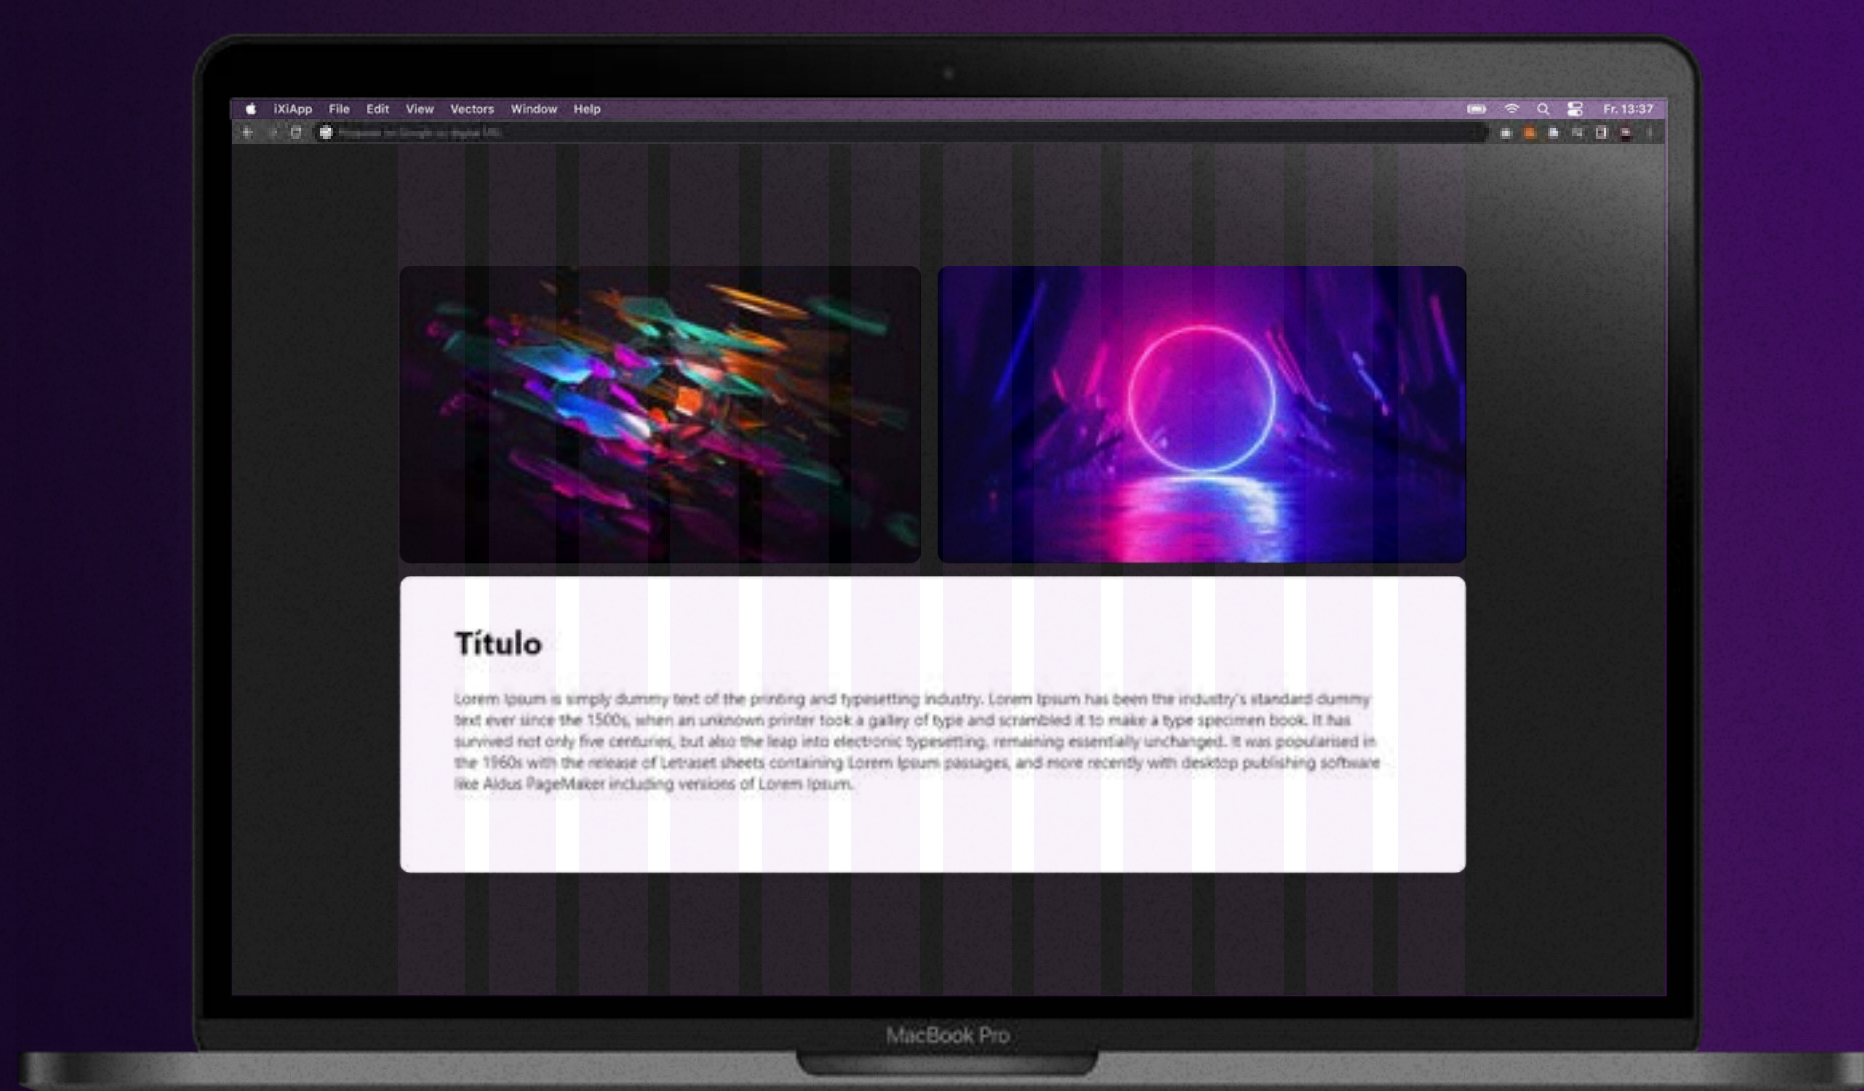 iXiApp File Edit View Vectors Window Help Fr. 13:37
Título
Lorem Ipsum is simply dummy text of the printing and typesetting industry. Lorem Ipsum has been the industry's standard dummy
text ever since the 1500s, when an unknown printer took a galley of type and scrambled it to make a type specimen book. It has
survived not only five centuries, but also the leap into electronic typesetting, remaining essentially unchanged. It was popularised in
the 1960s with the release of Letraset sheets containing Lorem Ipsum passages, and more recently with desktop publishing software
like Aldus PageMaker including versions of Lorem Ipsum.
MacBook Pro